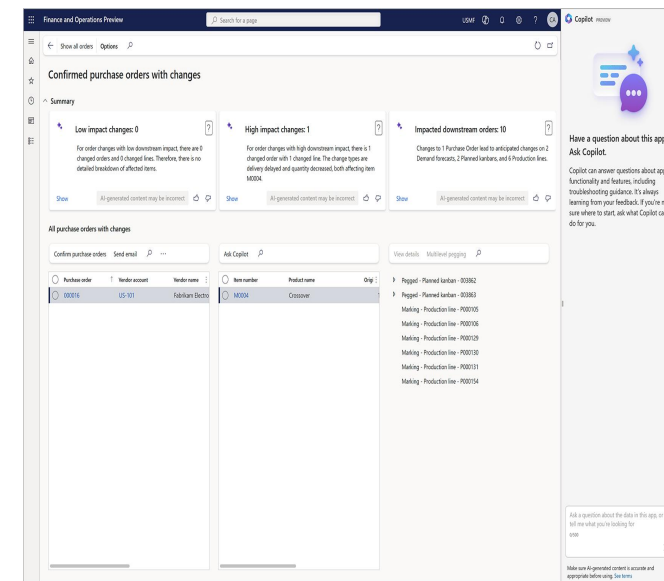 Finance and Operations Preview
Search for a page
USMF
?
CA
Show all orders Options
Confirmed purchase orders with changes
Summary
Low impact changes: 0
?
For order changes with low downstream impact, there are 0
changed orders and 0 changed lines. Therefore, there is no
detailed breakdown of affected items.
Show
AI-generated content may be incorrect
High impact changes: 1
?
For order changes with high downstream impact, there is 1
changed order with 1 changed line. The change types are
delivery delayed and quantity decreased, both affecting item
M0004.
Show
AI-generated content may be incorrect
Impacted downstream orders: 10
?
Changes to 1 Purchase Order lead to anticipated changes on 2
Demand forecasts, 2 Planned kanbans, and 6 Production lines.
Show
AI-generated content may be incorrect
All purchase orders with changes
Confirm purchase orders Send email ...
Purchase order Vendor account Vendor name
000016 US-101 Fabrikam Electro
Ask Copilot
Item number Product name Origi
M0004 Crossover
View details Multilevel pegging
Pegged - Planned kanban - 003862
Pegged - Planned kanban - 003863
Marking - Production line - P000105
Marking - Production line - P000106
Marking - Production line - P000129
Marking - Production line - P000130
Marking - Production line - P000131
Marking - Production line - P000134
Copilot PREVIEW
Have a question about this app
Ask Copilot.
Copilot can answer questions about app
functionality and features, including
troubleshooting guidance. It's always
learning from your feedback. If you're n
sure where to start, ask what Copilot ca
do for you.
Ask a question about the data in this app, or
tell me what you're looking for
Make sure AI-generated content is accurate and
appropriate before using. See terms